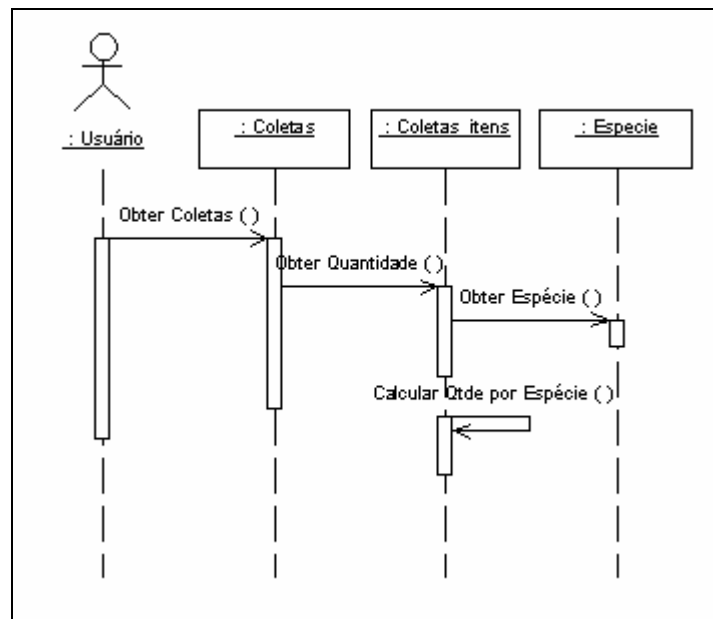 : Usuário
: Coletas
: Coletas_itens
: Especie
Obter Coletas ( )
Obter Quantidade ( )
Obter Espécie ( )
Calcular Qtde por Espécie ( )